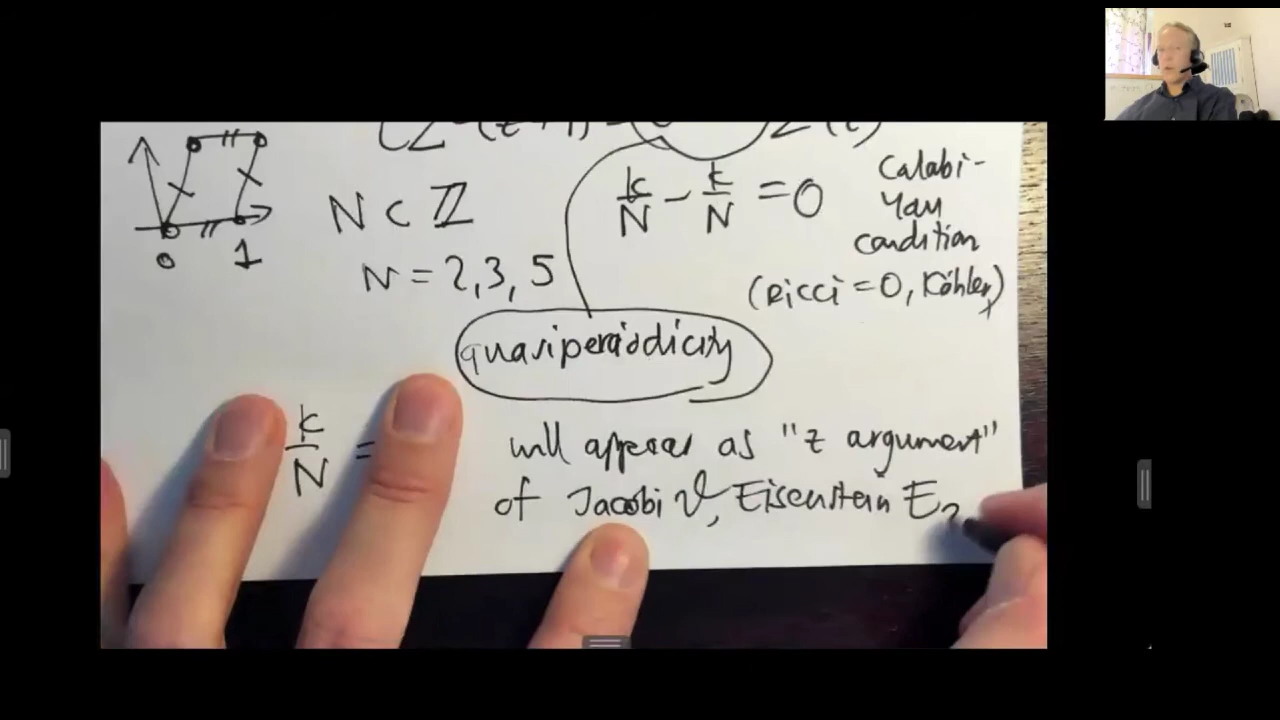 N ⊂ ℤ
N = 2, 3, 5
0 1
k/N - k/N = 0
Calabi-
Yau
condition
(Ricci = 0, Kähler)
quasiperiodicity
k/N =
will appear as "z argument"
of Jacobi ϑ, Eisenstein E₂